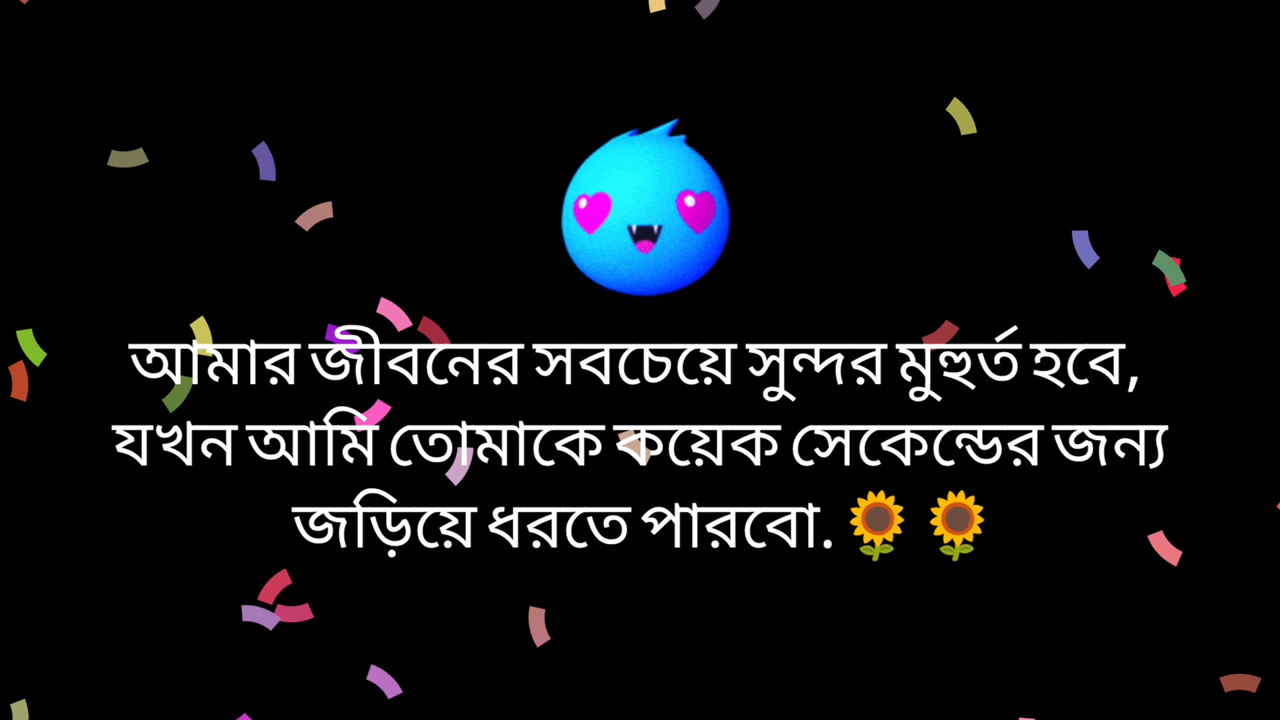 আমার জীবনের সবচেয়ে সুন্দর মুহুর্ত হবে,
যখন আমি তোমাকে কয়েক সেকেন্ডের জন্য
জড়িয়ে ধরতে পারবো. 🌻 🌻